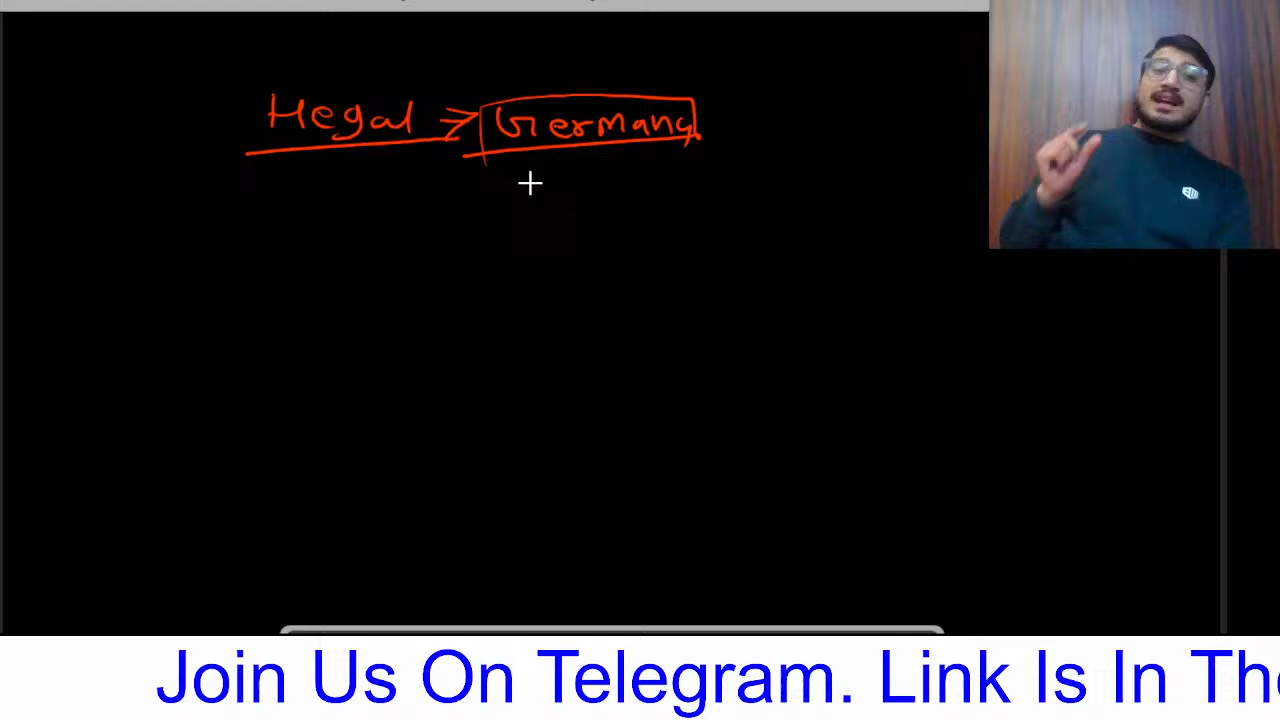 Hegal → Germany
Join Us On Telegram. Link Is In The